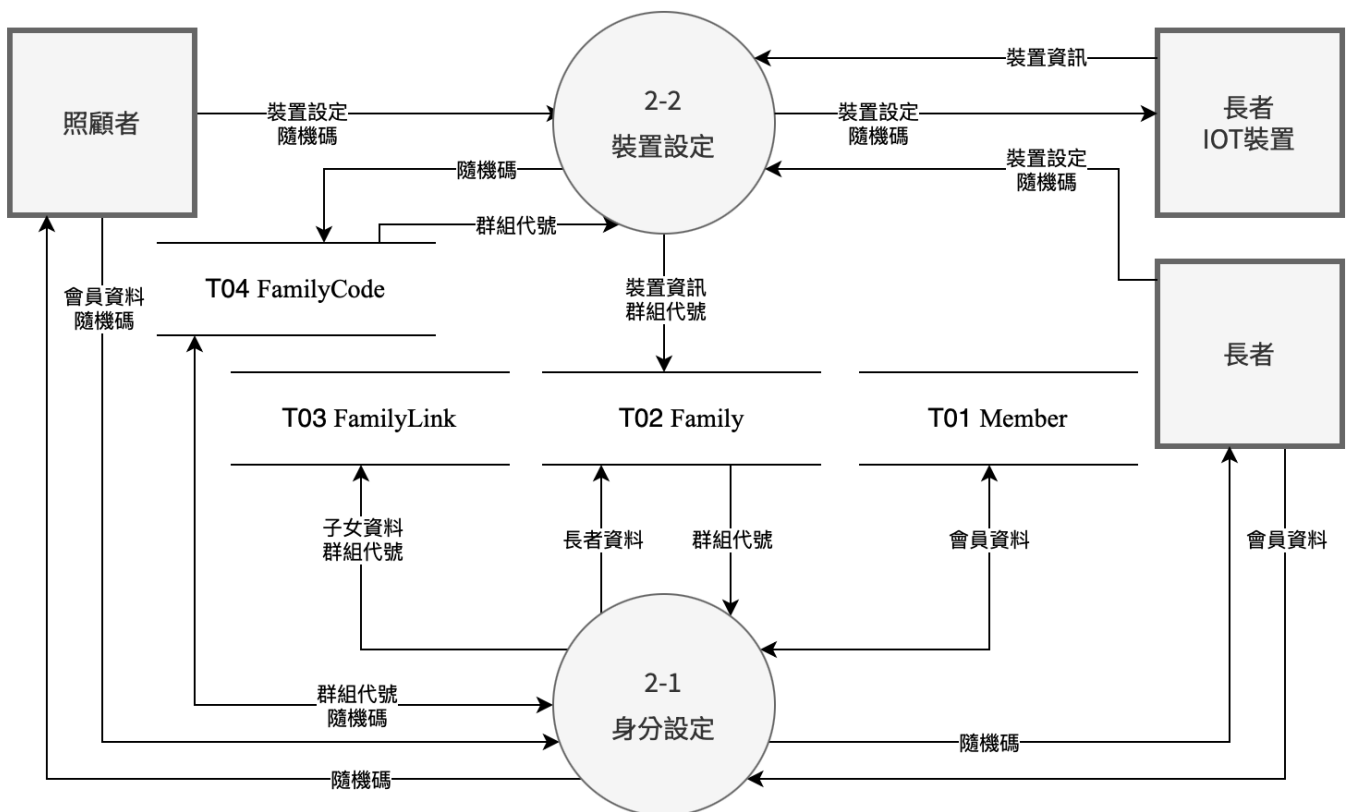 裝置資訊
2-2
裝置設定
照顧者
長者
IOT裝置
裝置設定
隨機碼
裝置設定
隨機碼
裝置設定
隨機碼
隨機碼
群組代號
T04 FamilyCode
會員資料
隨機碼
裝置資訊
群組代號
長者
T03 FamilyLink
T02 Family
T01 Member
子女資料
群組代號
長者資料
群組代號
會員資料
會員資料
2-1
身分設定
群組代號
隨機碼
隨機碼
隨機碼